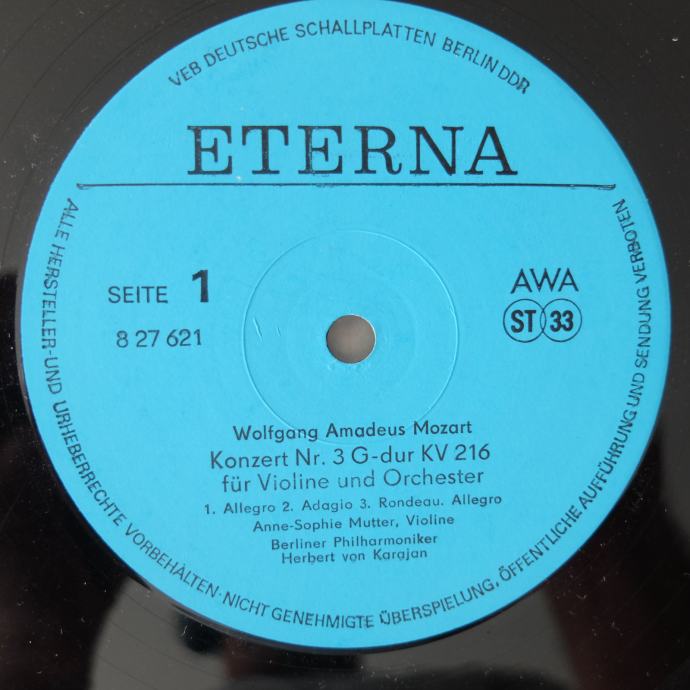 VEB DEUTSCHE SCHALLPLATTEN BERLIN DDR
ETERNA
SEITE 1
8 27 621
AWA
ST 33
Wolfgang Amadeus Mozart
Konzert Nr. 3 G-dur KV 216
für Violine und Orchester
1. Allegro 2. Adagio 3. Rondeau. Allegro
Anne-Sophie Mutter, Violine
Berliner Philharmoniker
Herbert von Karajan
ALLE HERSTELLER-UND URHEBERRECHTE VORBEHALTEN·NICHT GENEHMIGTE ÜBERSPIELUNG, ÖFFENTLICHE AUFFÜHRUNG UND SENDUNG VERBOTEN